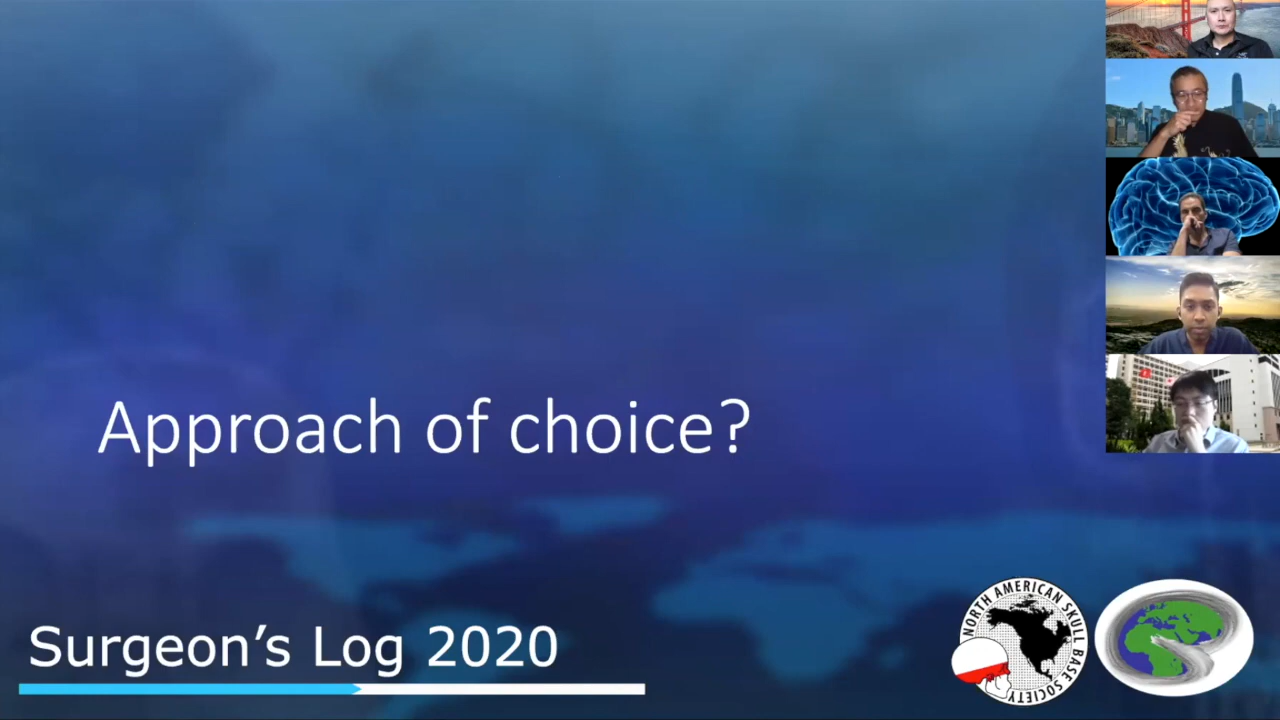 Approach of choice?
Surgeon's Log 2020
NORTH AMERICAN SKULL BASE SOCIETY